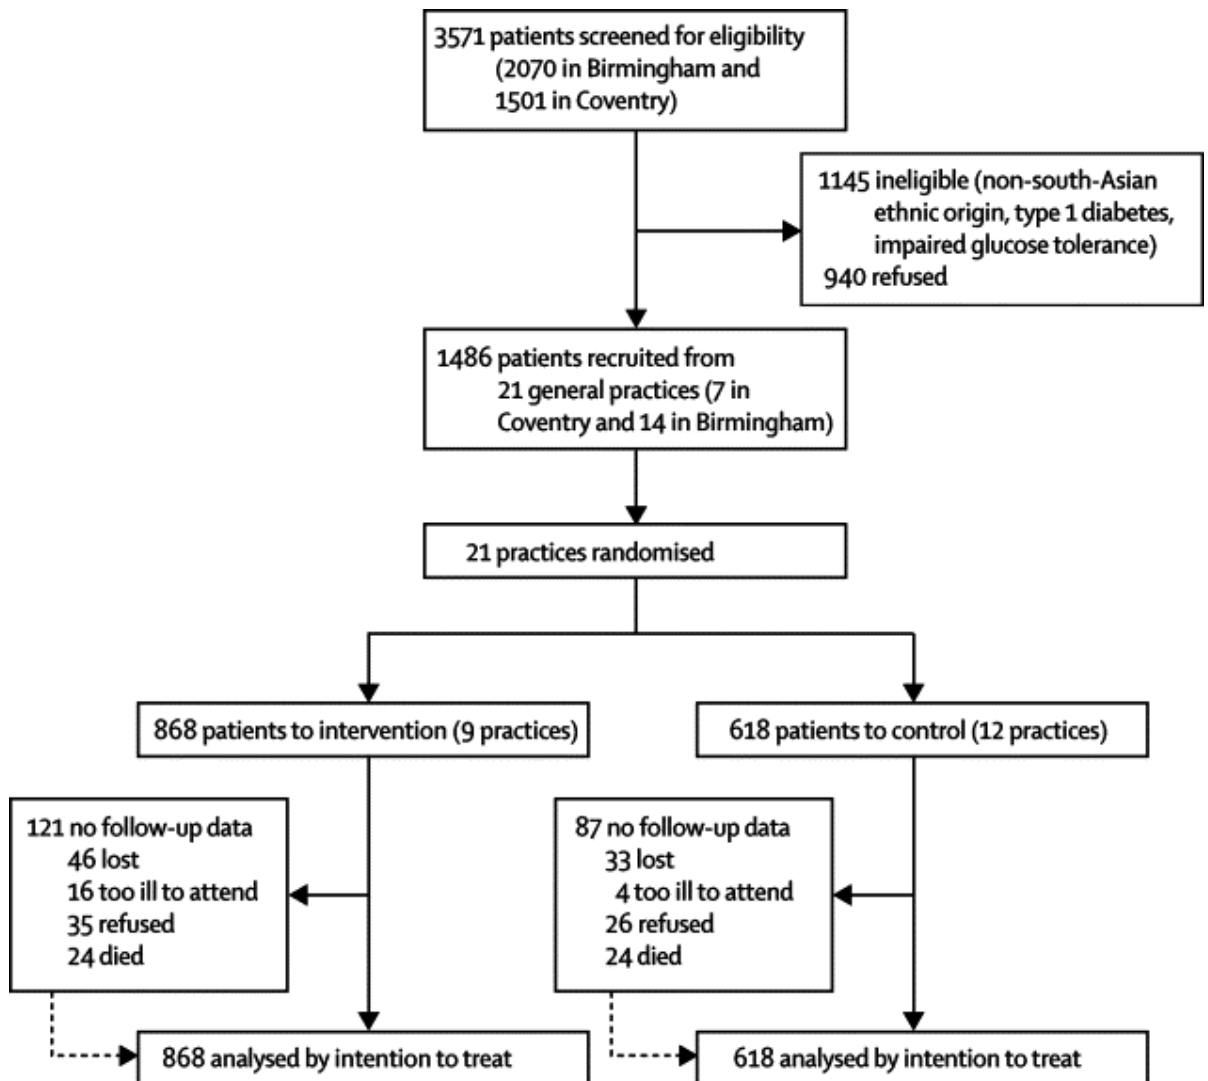 3571 patients screened for eligibility
(2070 in Birmingham and
1501 in Coventry)
1145 ineligible (non-south-Asian
ethnic origin, type 1 diabetes,
impaired glucose tolerance)
940 refused
1486 patients recruited from
21 general practices (7 in
Coventry and 14 in Birmingham)
21 practices randomised
868 patients to intervention (9 practices)
618 patients to control (12 practices)
121 no follow-up data
46 lost
16 too ill to attend
35 refused
24 died
87 no follow-up data
33 lost
4 too ill to attend
26 refused
24 died
868 analysed by intention to treat
618 analysed by intention to treat